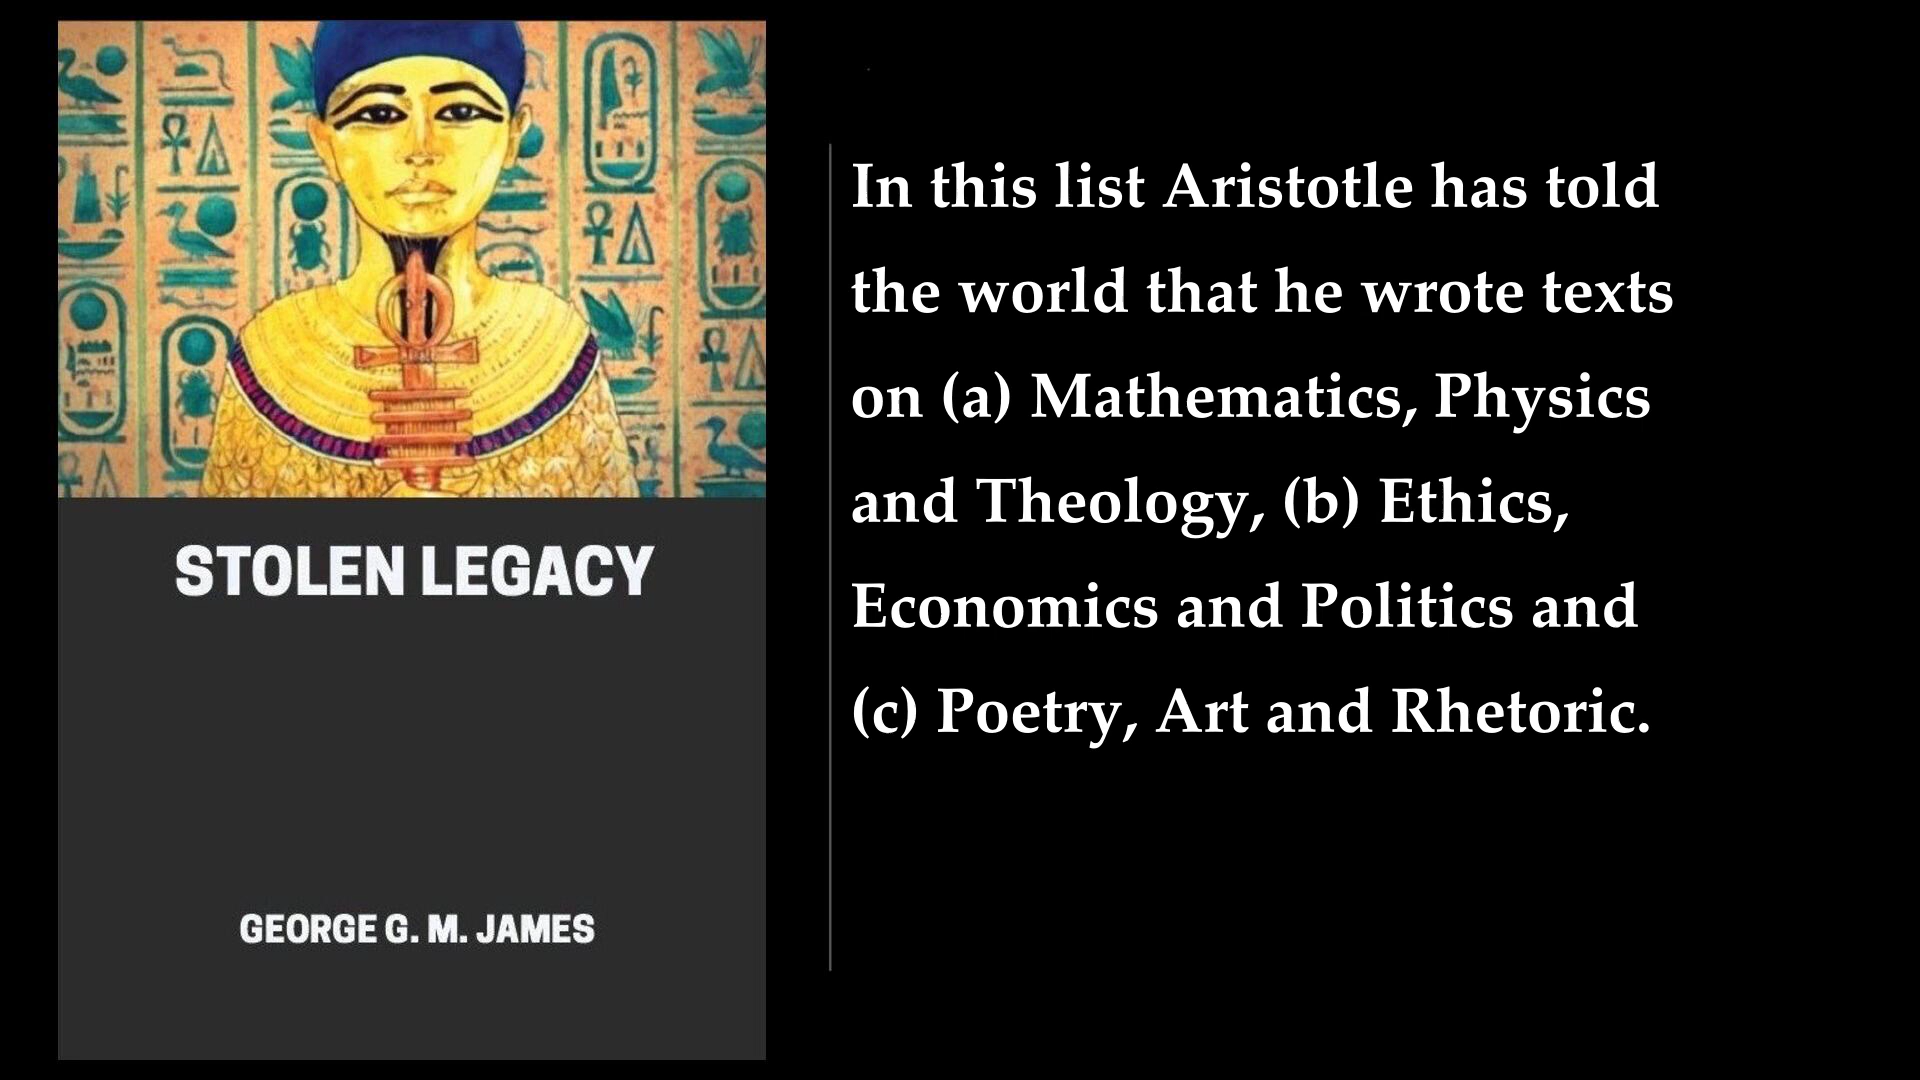 STOLEN LEGACY
GEORGE G. M. JAMES
In this list Aristotle has told
the world that he wrote texts
on (a) Mathematics, Physics
and Theology, (b) Ethics,
Economics and Politics and
(c) Poetry, Art and Rhetoric.